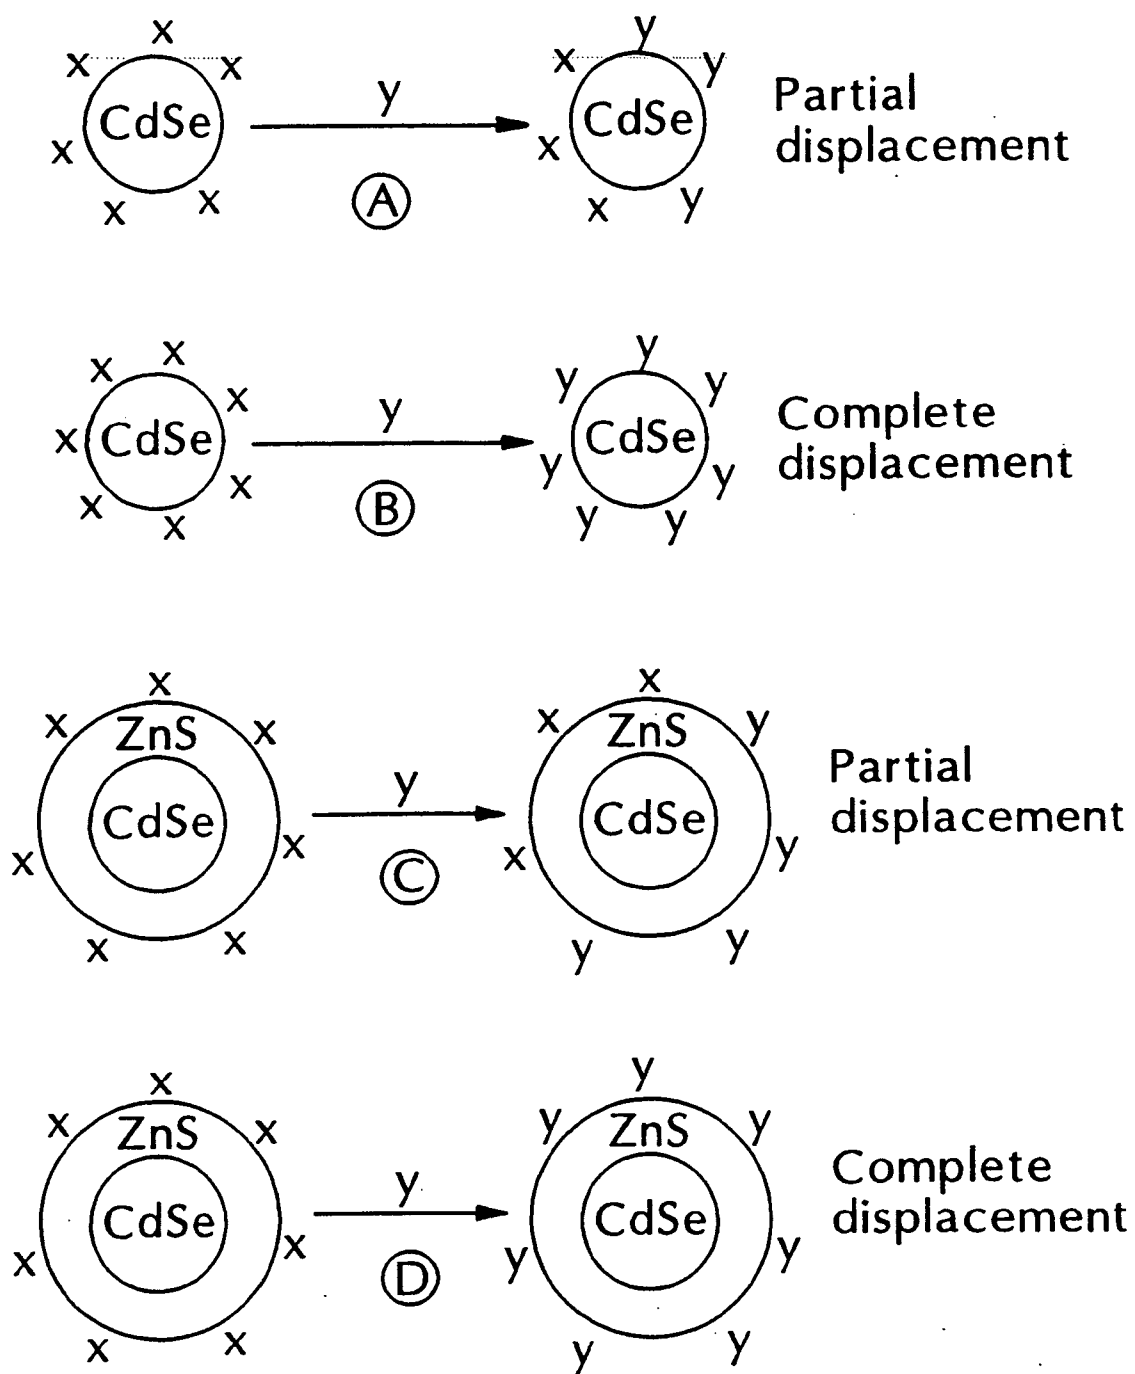 x
x x
CdSe
x
x x
y
A
y
x y
CdSe
x
x y
Partial
displacement
x
x
x
CdSe
x
x
x
x
y
B
y
y y
CdSe
y y
y y
Complete
displacement
x
x x
ZnS
CdSe
x x
x x
y
C
x
x y
ZnS
CdSe
x y
y y
Partial
displacement
x
x x
ZnS
CdSe
x x
x x
y
D
y
y y
ZnS
CdSe
y y
y y
Complete
displacement